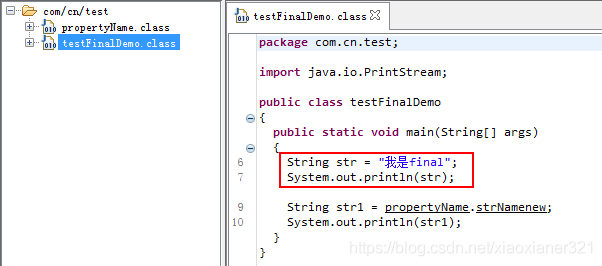 com/cn/test
propertyName.class
testFinalDemo.class
testFinalDemo.class
package com.cn.test;
import java.io.PrintStream;
public class testFinalDemo
{
public static void main(String[] args)
{
6 String str = "我是final";
7 System.out.println(str);
9 String str1 = propertyName.strNamenew;
10 System.out.println(str1);
}
}
https://blog.csdn.net/xiaoxianer321